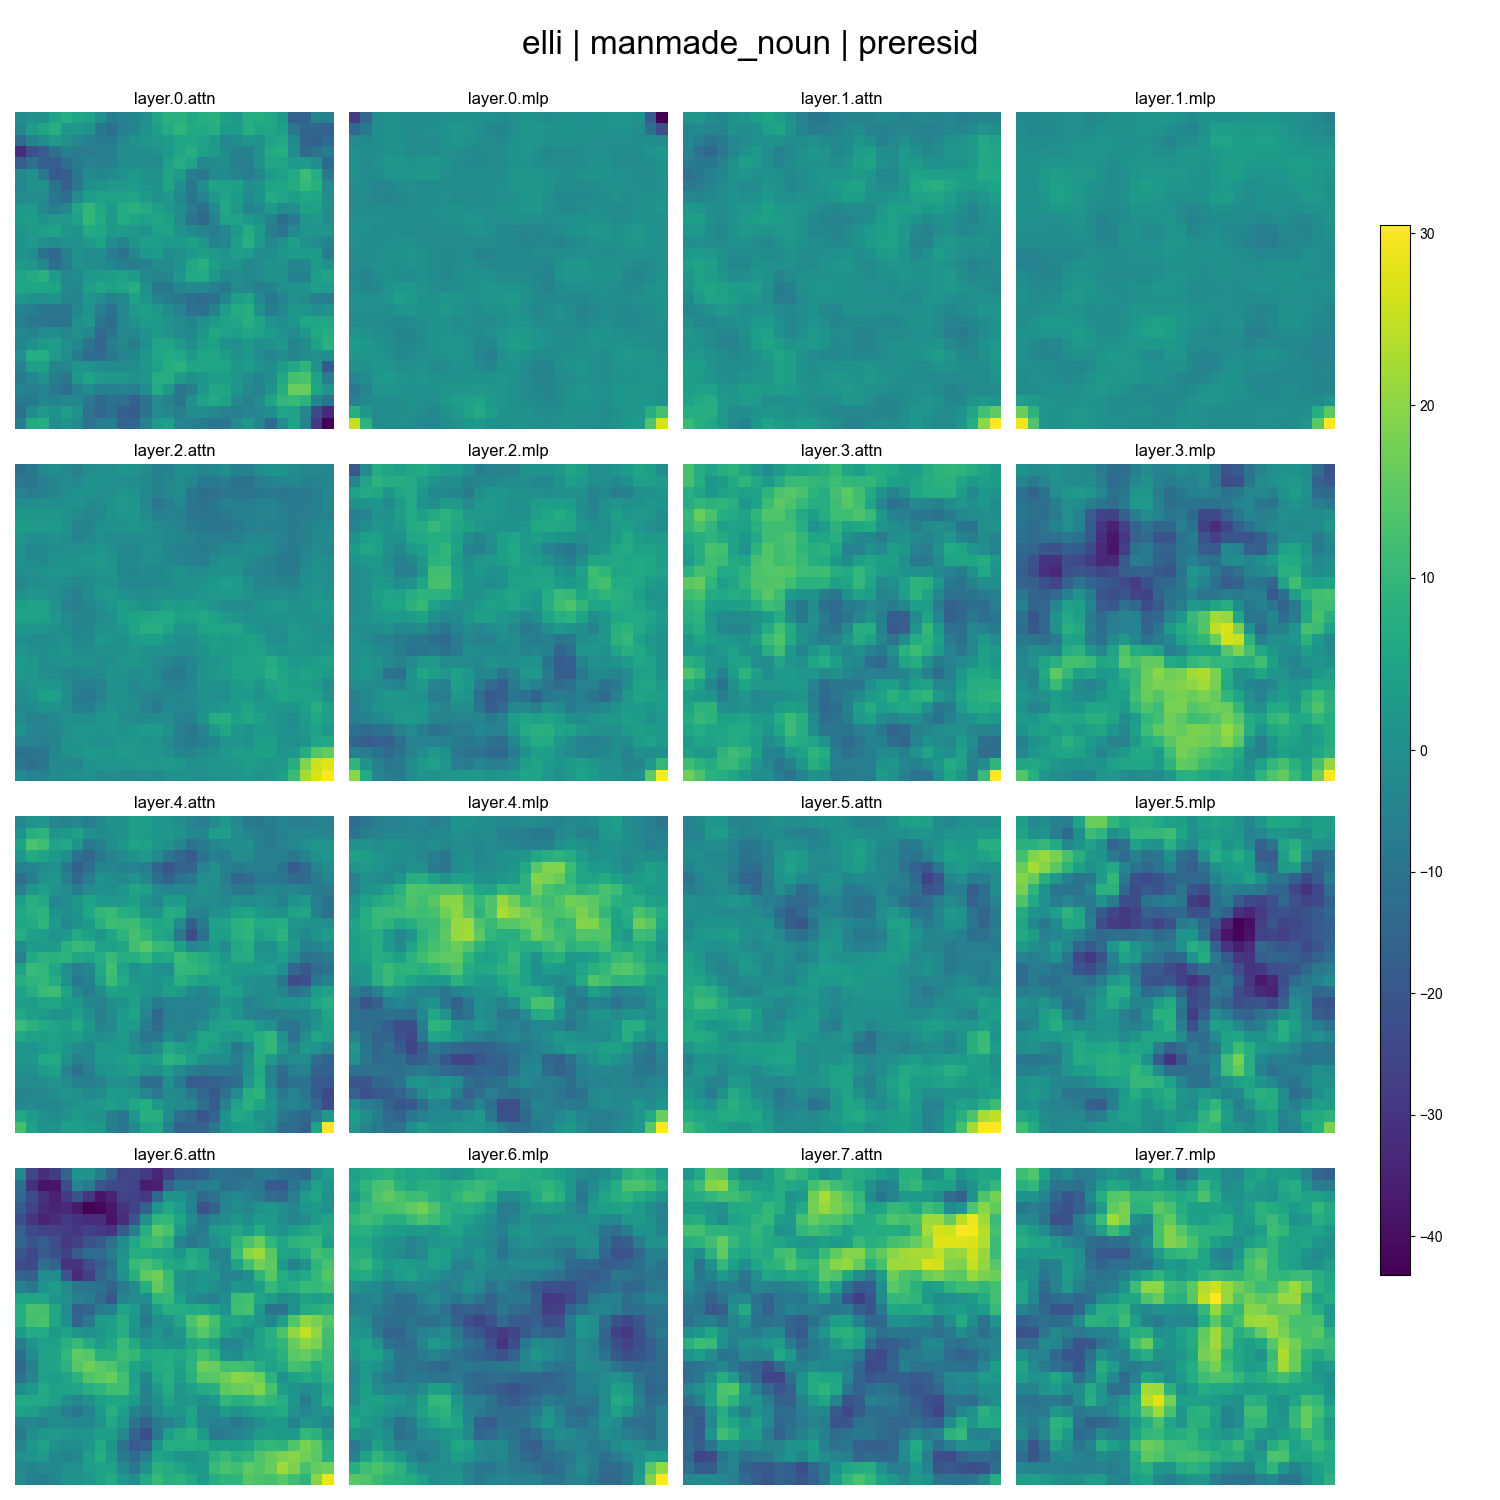 elli | manmade_noun | preresid
layer.0.attn layer.0.mlp layer.1.attn layer.1.mlp
layer.2.attn layer.2.mlp layer.3.attn layer.3.mlp
layer.4.attn layer.4.mlp layer.5.attn layer.5.mlp
layer.6.attn layer.6.mlp layer.7.attn layer.7.mlp
30
20
10
0
−10
−20
−30
−40